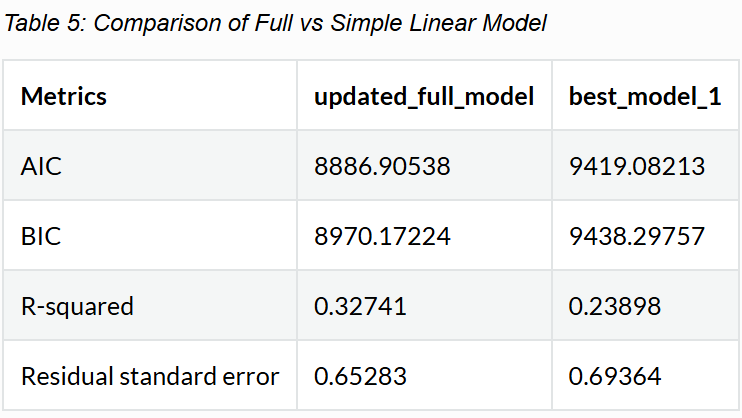 Table 5: Comparison of Full vs Simple Linear Model
Metrics updated_full_model best_model_1
AIC 8886.90538 9419.08213
BIC 8970.17224 9438.29757
R-squared 0.32741 0.23898
Residual standard error 0.65283 0.69364